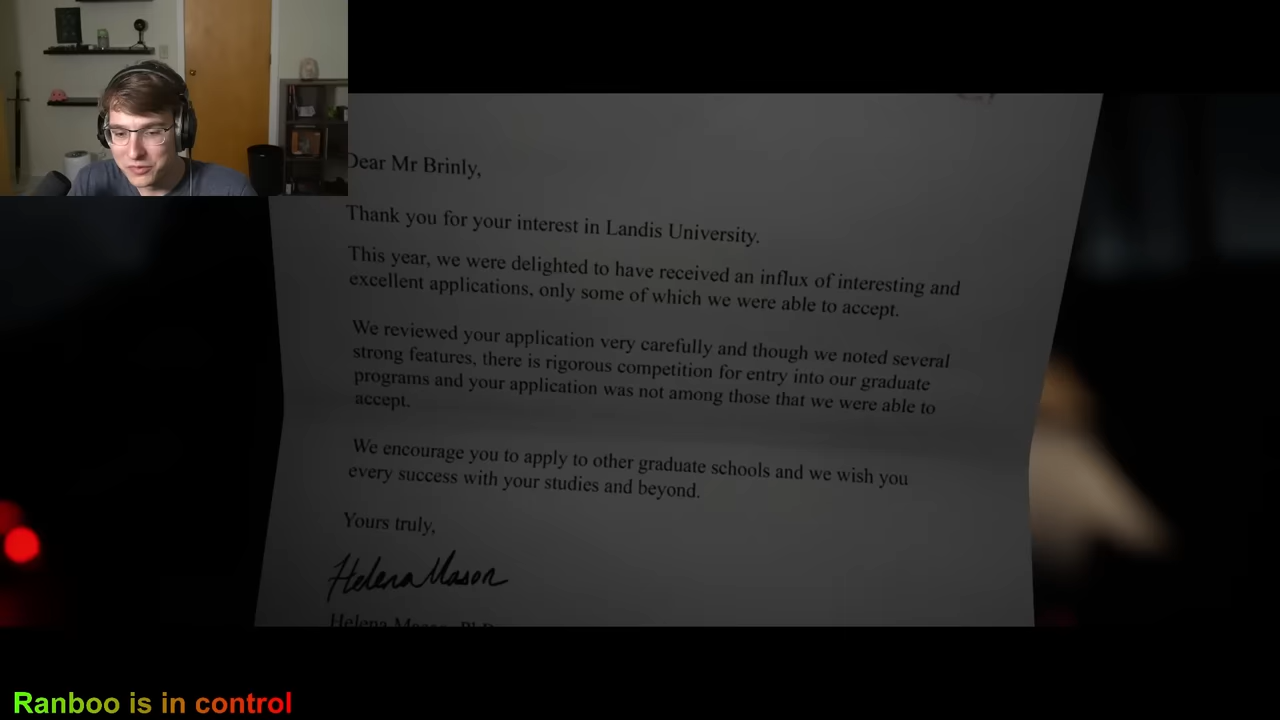 Dear Mr Brinly,
Thank you for your interest in Landis University.
This year, we were delighted to have received an influx of interesting and
excellent applications, only some of which we were able to accept.
We reviewed your application very carefully and though we noted several
strong features, there is rigorous competition for entry into our graduate
programs and your application was not among those that we were able to
accept.
We encourage you to apply to other graduate schools and we wish you
every success with your studies and beyond.
Yours truly,
Helena Mason
Helena Mason, PhD
Ranboo is in control